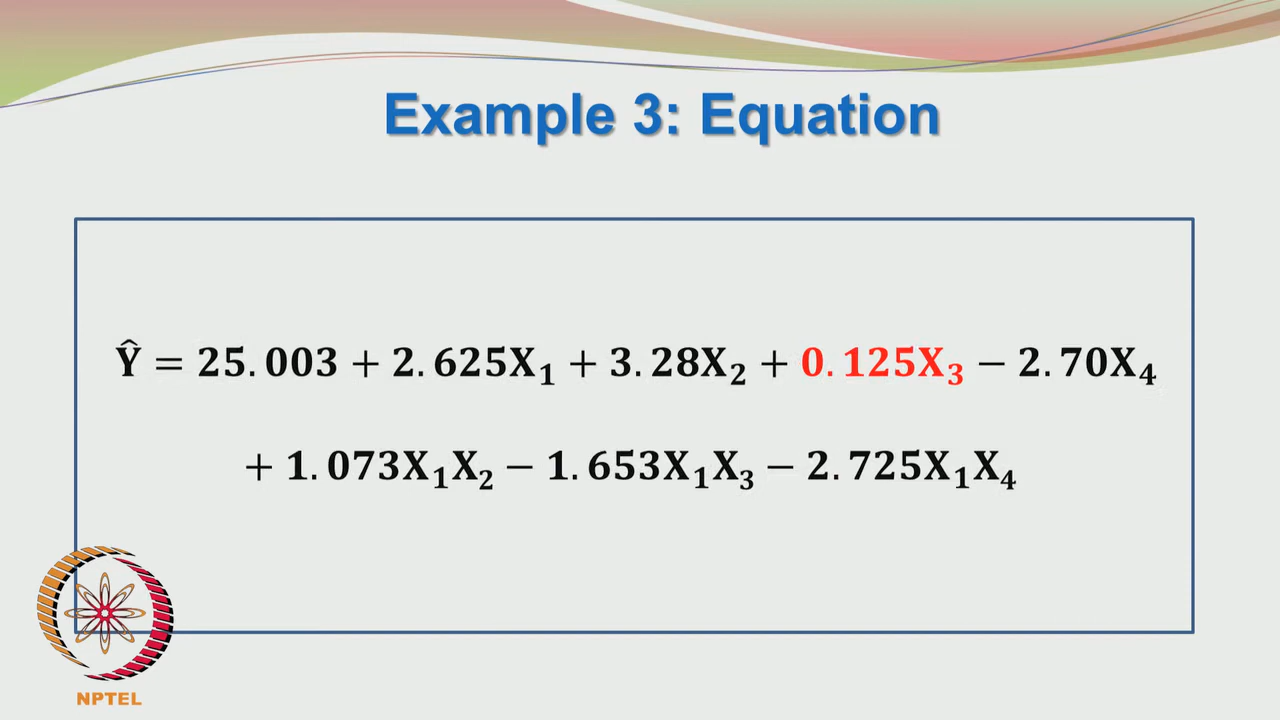 Example 3: Equation
Ŷ = 25.003 + 2.625X₁ + 3.28X₂ + 0.125X₃ − 2.70X₄
+ 1.073X₁X₂ − 1.653X₁X₃ − 2.725X₁X₄
NPTEL